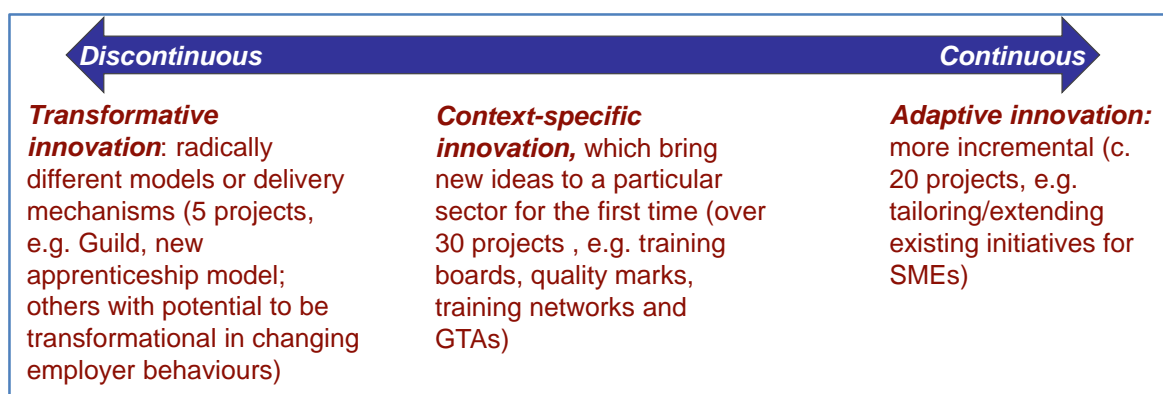 Discontinuous
Continuous
Transformative
innovation: radically
different models or delivery
mechanisms (5 projects,
e.g. Guild, new
apprenticeship model;
others with potential to be
transformational in changing
employer behaviours)
Context-specific
innovation, which bring
new ideas to a particular
sector for the first time (over
30 projects , e.g. training
boards, quality marks,
training networks and
GTAs)
Adaptive innovation:
more incremental (c.
20 projects, e.g.
tailoring/extending
existing initiatives for
SMEs)